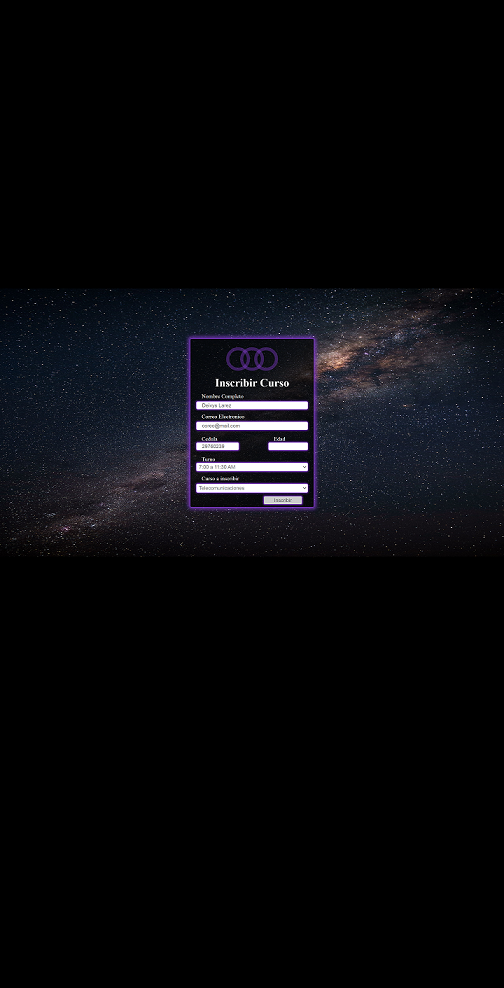 Inscribir Curso
Nombre Completo
Deivys Larez
Correo Electronico
correo@mail.com
Cedula Edad
29768239
Turno
7:00 a 11:30 AM
Curso a inscribir
Telecomunicaciones
Inscribir